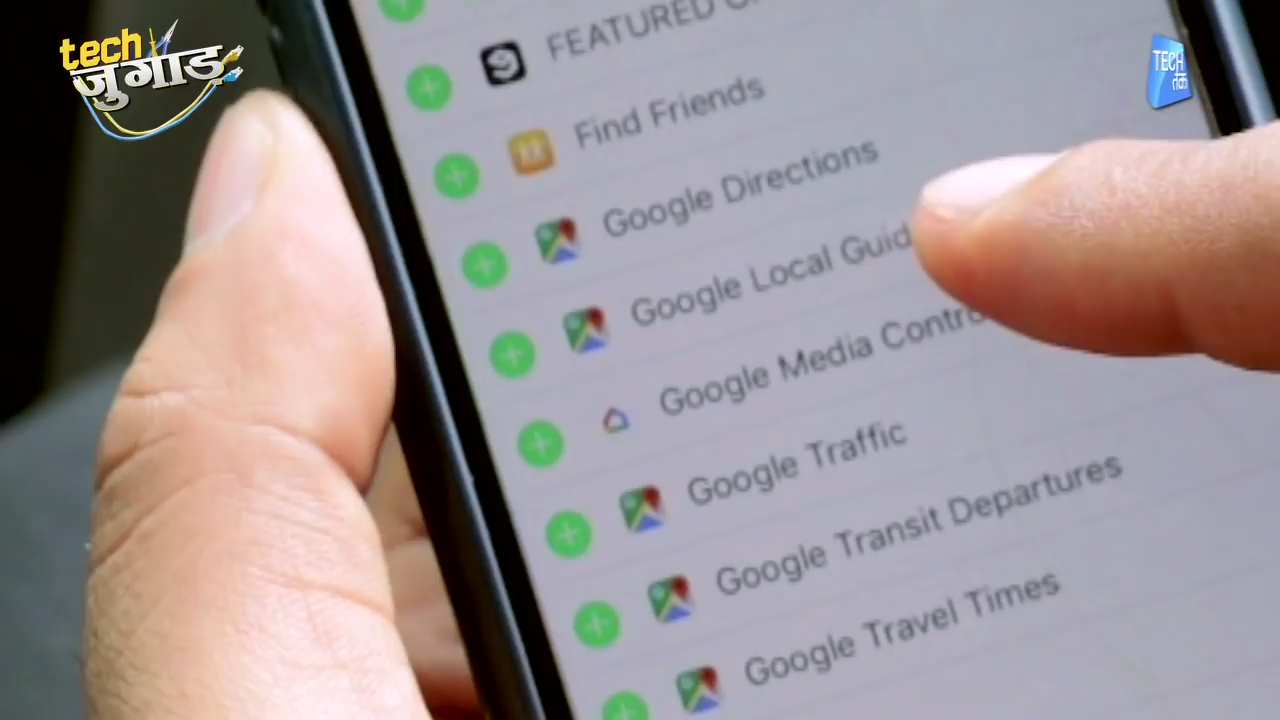 tech
जुगाड़
TECH
तक
FEATURED
Find Friends
Google Directions
Google Local Guid
Google Media Contro
Google Traffic
Google Transit Departures
Google Travel Times